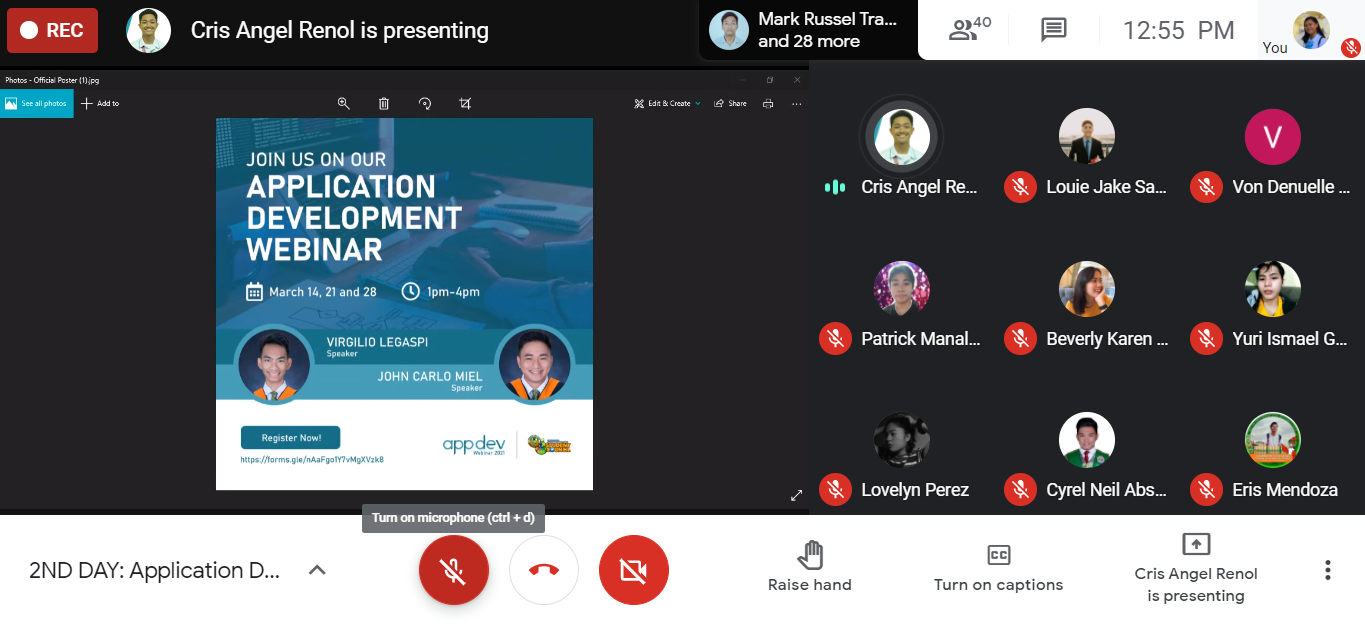 REC
Cris Angel Renol is presenting
Mark Russel Tra...
and 28 more
40
12:55 PM
You
Photos - Official Poster (1).jpg
See all photos
Add to
Edit & Create
Share
JOIN US ON OUR
APPLICATION
DEVELOPMENT
WEBINAR
March 14, 21 and 28
1pm-4pm
VIRGILIO LEGASPI
Speaker
JOHN CARLO MIEL
Speaker
Register Now!
https://forms.gle/nAaFgo1Y7vMgXVzk8
appdev
Webinar 2021
Cris Angel Re...
Louie Jake Sa...
V
Von Denuelle ...
Patrick Manal...
Beverly Karen ...
Yuri Ismael G...
Lovelyn Perez
Cyrel Neil Abs...
Eris Mendoza
Turn on microphone (ctrl + d)
2ND DAY: Application D...
Raise hand
CC
Turn on captions
Cris Angel Renol
is presenting